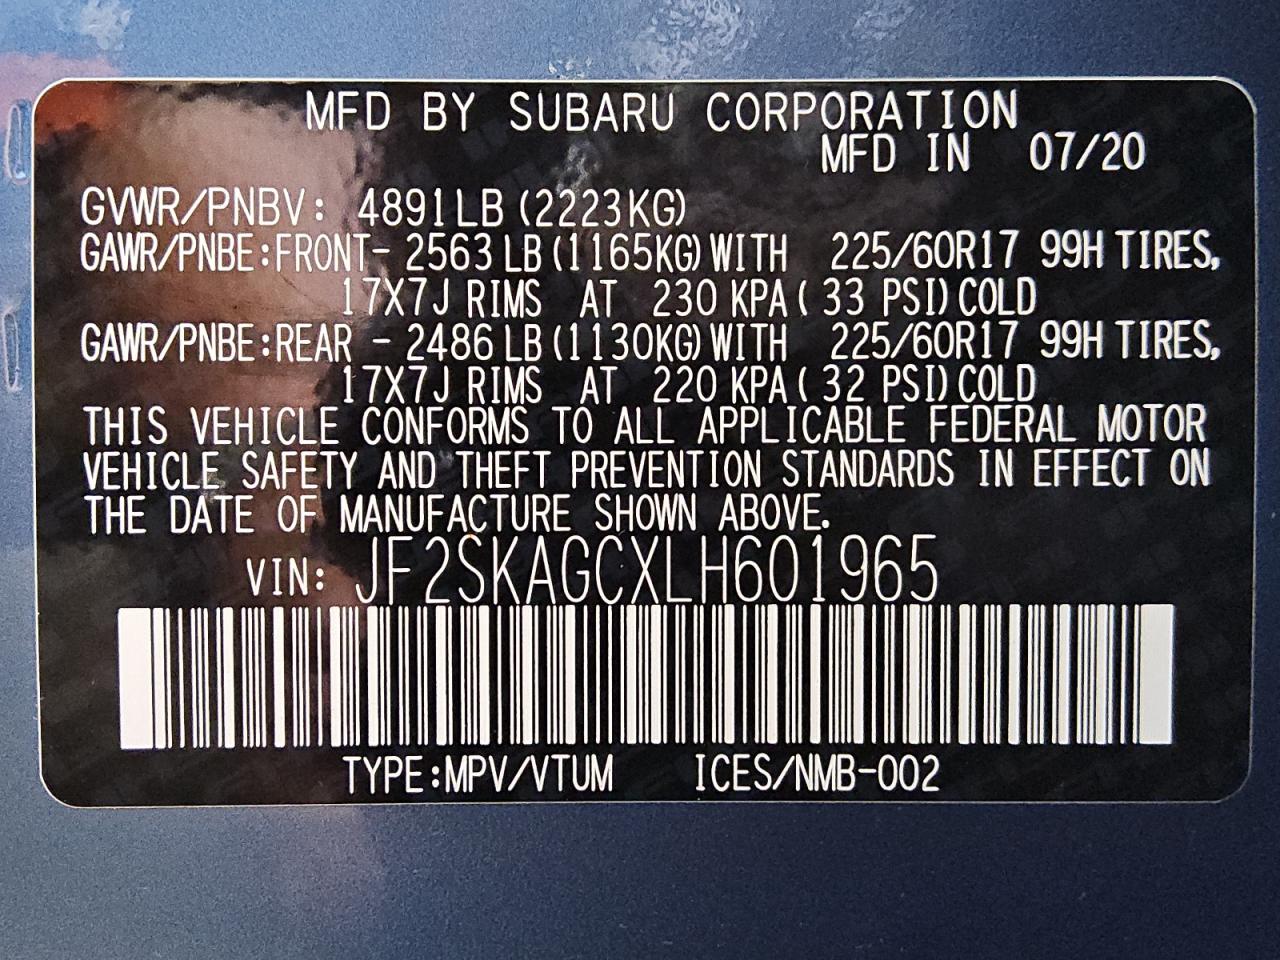 MFD BY SUBARU CORPORATION
MFD IN 07/20
GVWR/PNBV: 4891LB (2223KG)
GAWR/PNBE:FRONT- 2563 LB (1165KG) WITH 225/60R17 99H TIRES,
17X7J RIMS AT 230 KPA ( 33 PSI) COLD
GAWR/PNBE:REAR - 2486 LB (1130KG) WITH 225/60R17 99H TIRES,
17X7J RIMS AT 220 KPA ( 32 PSI) COLD
THIS VEHICLE CONFORMS TO ALL APPLICABLE FEDERAL MOTOR
VEHICLE SAFETY AND THEFT PREVENTION STANDARDS IN EFFECT ON
THE DATE OF MANUFACTURE SHOWN ABOVE.
VIN: JF2SKAGCXLH601965
TYPE:MPV/VTUM ICES/NMB-002